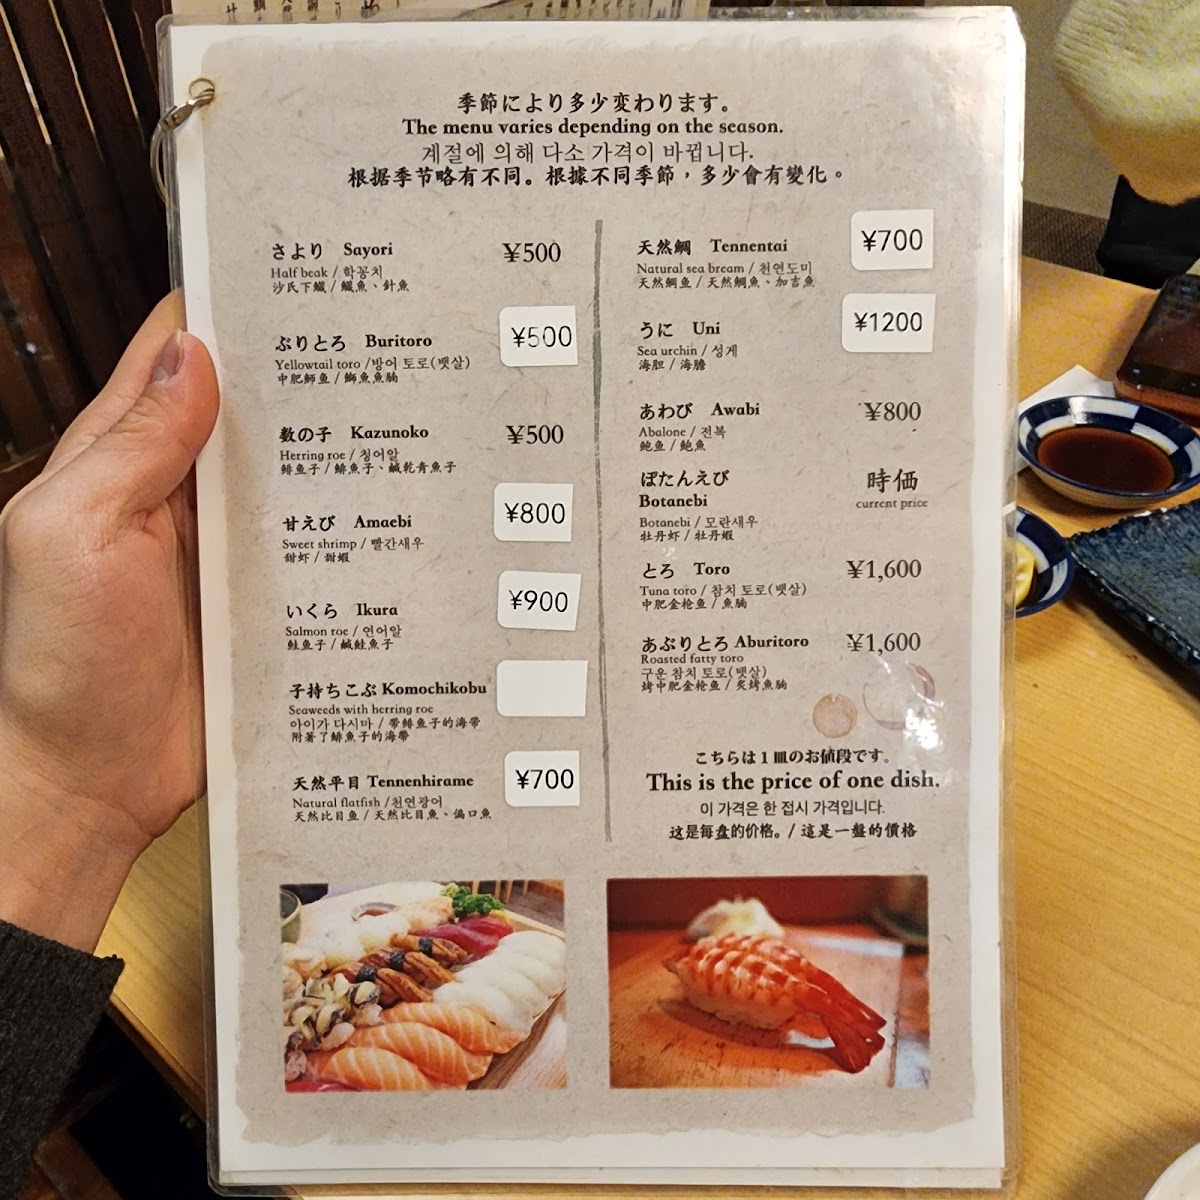 季節により多少変わります。
The menu varies depending on the season.
계절에 의해 다소 가격이 바뀝니다.
根据季节略有不同。根據不同季節，多少會有變化。
さより Sayori ¥500
Half beak / 학꽁치
沙氏下鱵 / 鱵魚、針魚
ぶりとろ Buritoro ¥500
Yellowtail toro /방어 토로(뱃살)
中肥鰤鱼 / 鰤魚魚腩
数の子 Kazunoko ¥500
Herring roe / 청어알
鲱鱼子 / 鯡魚子、鹹乾青魚子
甘えび Amaebi ¥800
Sweet shrimp / 빨간새우
甜虾 / 甜蝦
いくら Ikura ¥900
Salmon roe / 연어알
鲑鱼子 / 鹹鮭魚子
子持ちこぶ Komochikobu
Seaweeds with herring roe
아이가 다시마 / 带鲱鱼子的海带
附著了鯡魚子的海帶
天然平目 Tennenhirame ¥700
Natural flatfish /천연광어
天然比目鱼 / 天然比目魚、偏口魚
天然鯛 Tennentai ¥700
Natural sea bream / 천연도미
天然鲷鱼 / 天然鯛魚、加吉魚
うに Uni ¥1200
Sea urchin / 성게
海胆 / 海膽
あわび Awabi ¥800
Abalone / 전복
鲍鱼 / 鮑魚
ぼたんえび 時価
Botanebi current price
Botanebi / 모란새우
牡丹虾 / 牡丹蝦
とろ Toro ¥1,600
Tuna toro / 참치 토로(뱃살)
中肥金枪鱼 / 魚腩
あぶりとろ Aburitoro ¥1,600
Roasted fatty toro
구운 참치 토로(뱃살)
烤中肥金枪鱼 / 炙烤魚腩
こちらは1皿のお値段です。
This is the price of one dish.
이 가격은 한 접시 가격입니다.
这是每盘的价格。/ 這是一盤的價格